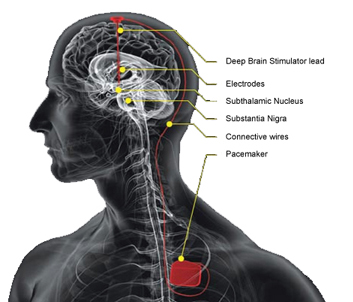 Deep Brain Stimulator lead
Electrodes
Subthalamic Nucleus
Substantia Nigra
Connective wires
Pacemaker